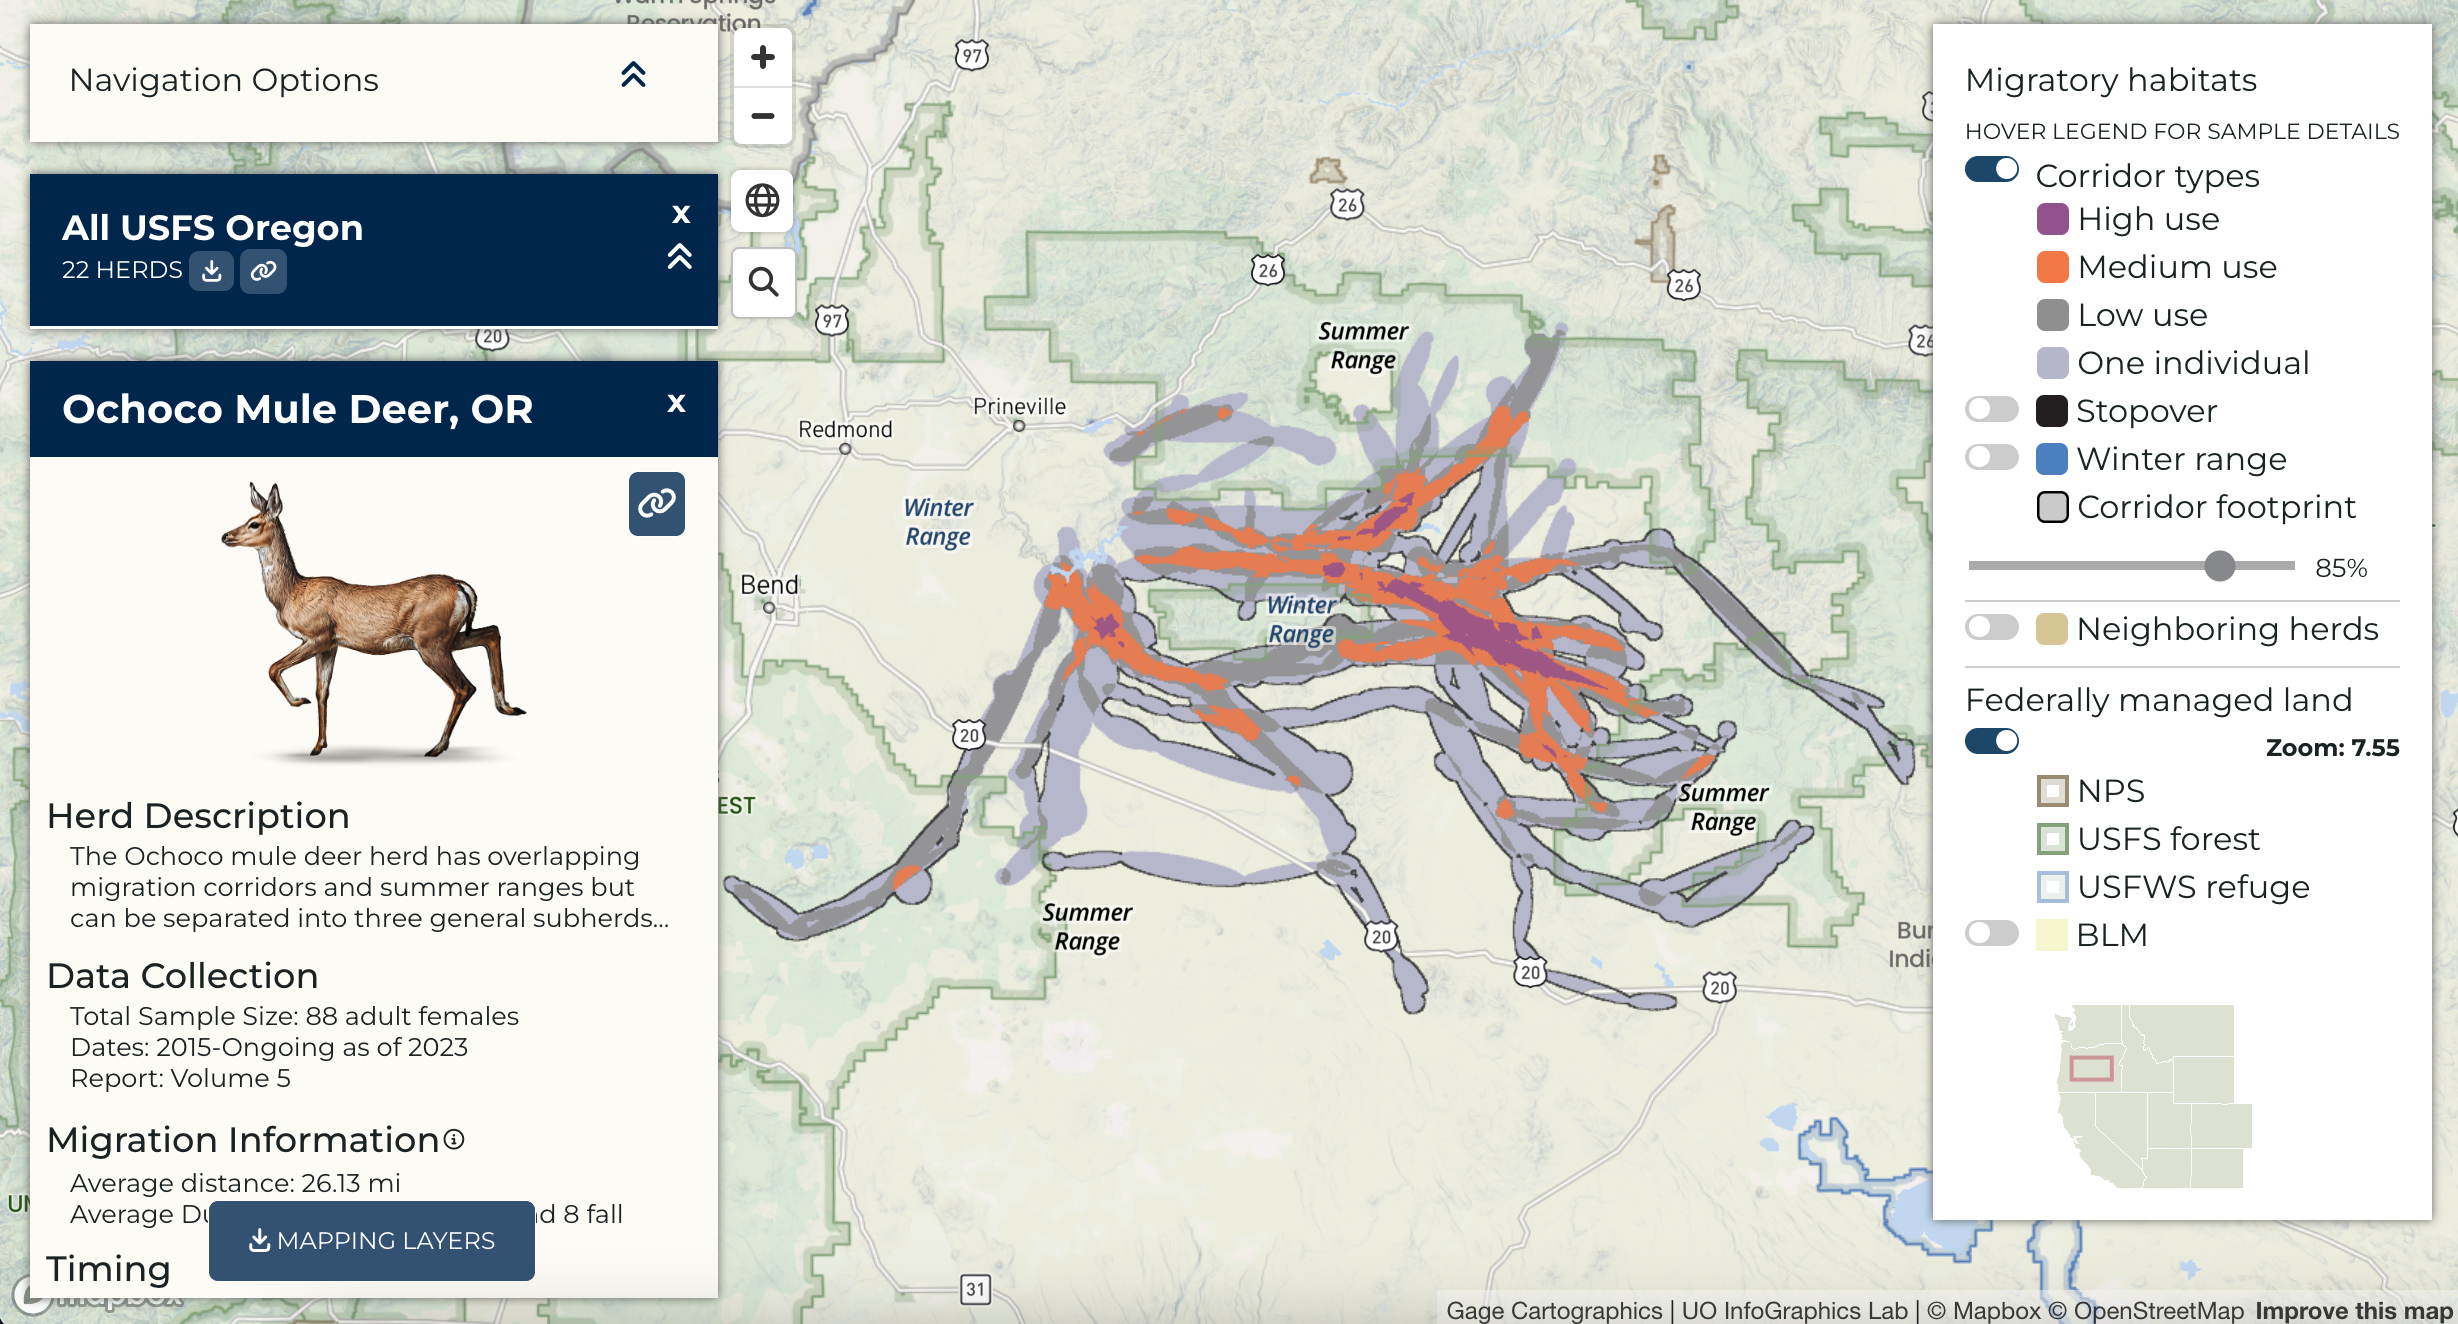 Navigation Options
All USFS Oregon
x
22 HERDS
Ochoco Mule Deer, OR
x
Herd Description
The Ochoco mule deer herd has overlapping
migration corridors and summer ranges but
can be separated into three general subherds...
Data Collection
Total Sample Size: 88 adult females
Dates: 2015-Ongoing as of 2023
Report: Volume 5
Migration Information
Average distance: 26.13 mi
Average
8 fall
MAPPING LAYERS
Timing
mapbox
Reservation
97
26
26
26
26
97
20
Summer
Range
Prineville
Redmond
Winter
Range
Bend
Winter
Range
20
EST
Summer
Range
Summer
Range
20
20
20
31
Migratory habitats
HOVER LEGEND FOR SAMPLE DETAILS
Corridor types
High use
Medium use
Low use
One individual
Stopover
Winter range
Corridor footprint
85%
Neighboring herds
Federally managed land
Zoom: 7.55
NPS
USFS forest
USFWS refuge
BLM
Gage Cartographics | UO InfoGraphics Lab | © Mapbox © OpenStreetMap Improve this map